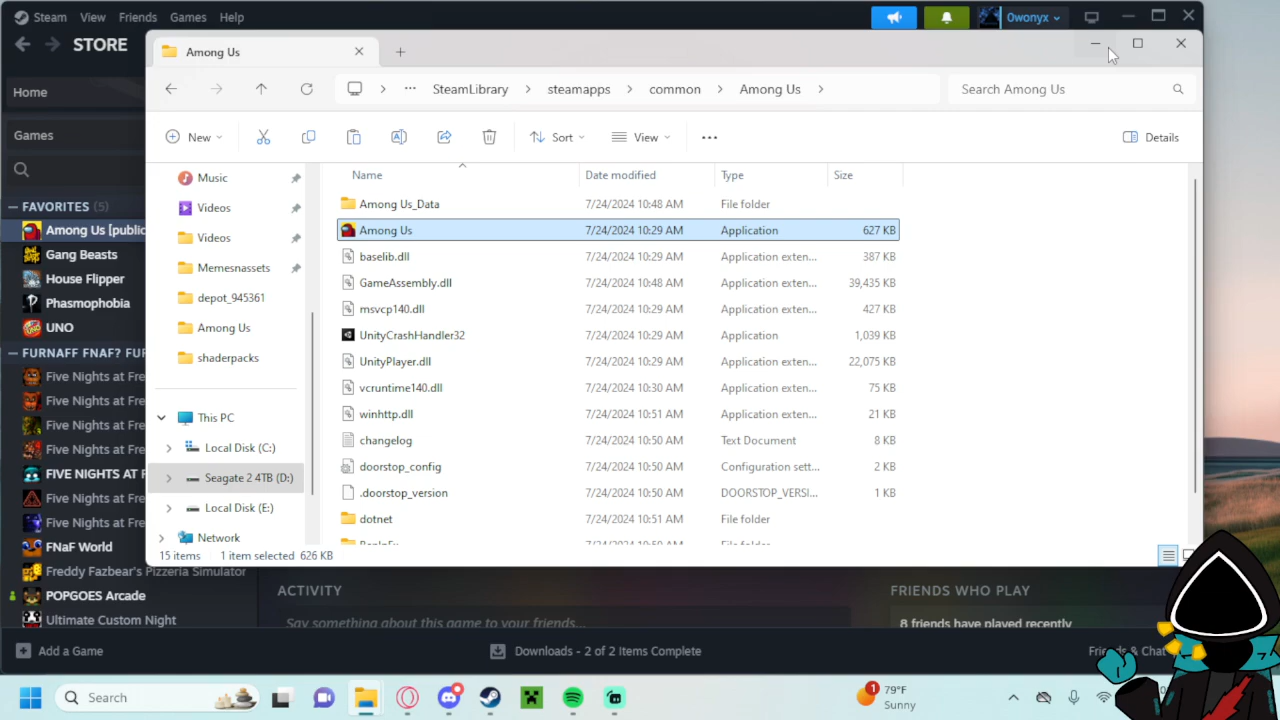 Steam View Friends Games Help Owonyx
STORE
Among Us
Home
SteamLibrary steamapps common Among Us Search Among Us
Games
New Sort View Details
Name Date modified Type Size
Music
Among Us_Data 7/24/2024 10:48 AM File folder
FAVORITES (5)
Videos
Among Us [public
Among Us 7/24/2024 10:29 AM Application 627 KB
Videos
Gang Beasts
baselib.dll 7/24/2024 10:29 AM Application exten... 387 KB
Memesnassets
House Flipper
GameAssembly.dll 7/24/2024 10:48 AM Application exten... 39,435 KB
depot_945361
Phasmophobia
msvcp140.dll 7/24/2024 10:29 AM Application exten... 427 KB
Among Us
UNO
UnityCrashHandler32 7/24/2024 10:29 AM Application 1,039 KB
FURNAFF FNAF? FUR
shaderpacks
UnityPlayer.dll 7/24/2024 10:29 AM Application exten... 22,075 KB
Five Nights at Fre
vcruntime140.dll 7/24/2024 10:30 AM Application exten... 75 KB
Five Nights at Fre
This PC
winhttp.dll 7/24/2024 10:51 AM Application exten... 21 KB
Five Nights at Fre
Local Disk (C:)
changelog 7/24/2024 10:50 AM Text Document 8 KB
Five Nights at Fre
Seagate 2 4TB (D:)
doorstop_config 7/24/2024 10:50 AM Configuration sett... 2 KB
FIVE NIGHTS AT F
.doorstop_version 7/24/2024 10:50 AM DOORSTOP_VERSI... 1 KB
Five Nights at Fre
Local Disk (E:)
dotnet 7/24/2024 10:51 AM File folder
Five Nights at Fre
Network
FNaF World
15 items 1 item selected 626 KB
Freddy Fazbear's Pizzeria Simulator
POPGOES Arcade
ACTIVITY FRIENDS WHO PLAY
Ultimate Custom Night
Say something about this game to your friends...
8 friends have played recently
Add a Game Downloads - 2 of 2 Items Complete Friends & Chat
Search
1
79°F
Sunny